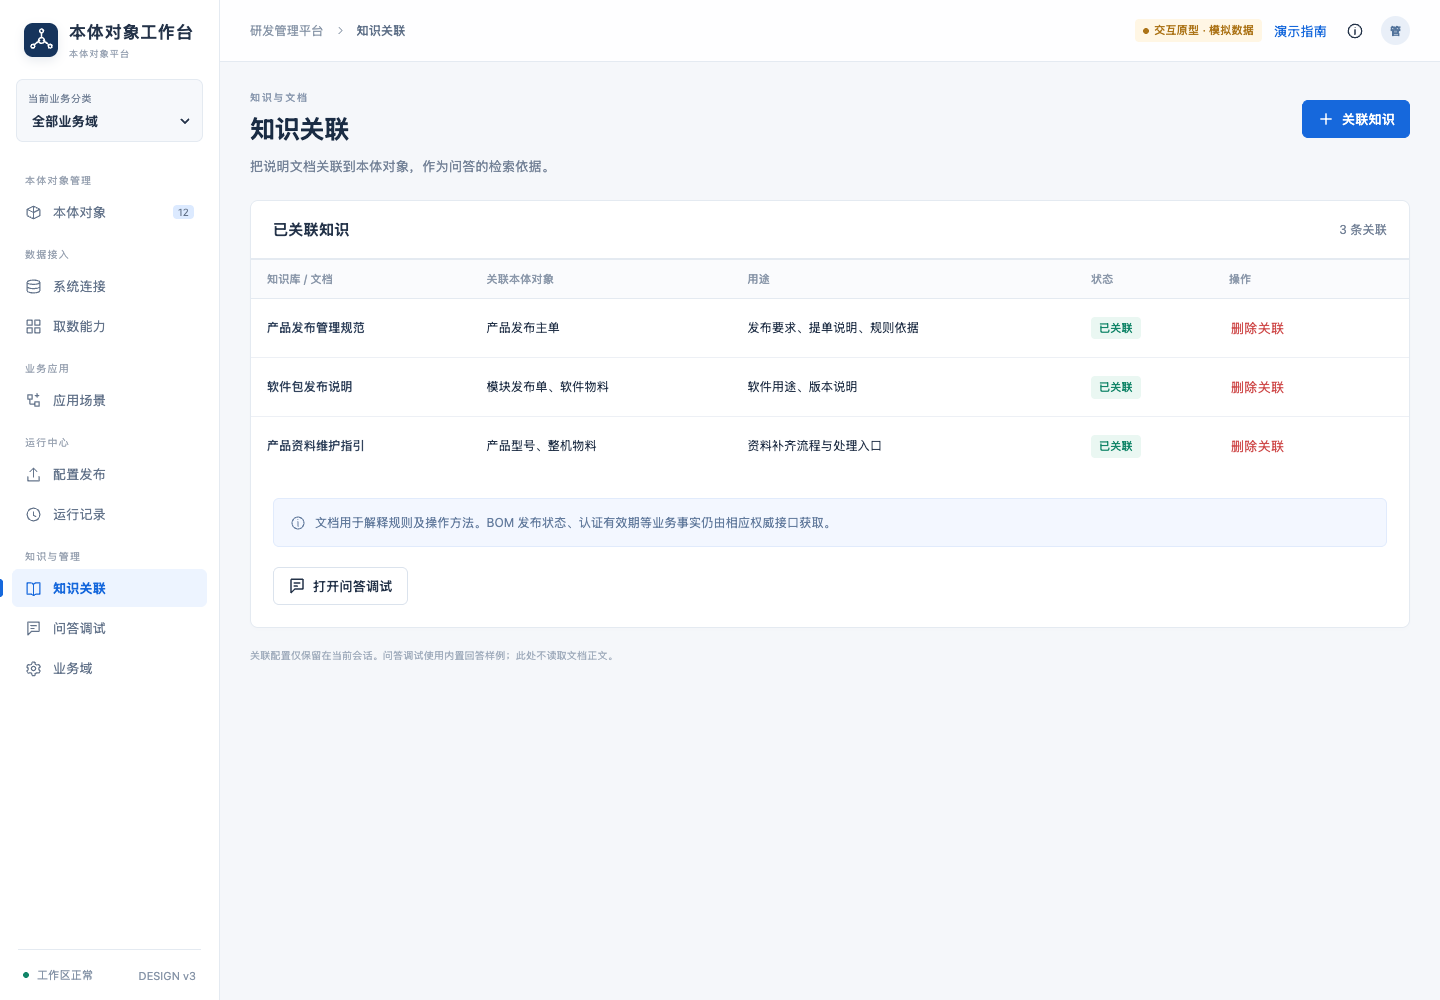 本体对象工作台
本体对象平台
当前业务分类
全部业务域
本体对象管理
本体对象 12
数据接入
系统连接
取数能力
业务应用
应用场景
运行中心
配置发布
运行记录
知识与管理
知识关联
问答调试
业务域
工作区正常 DESIGN v3
研发管理平台 知识关联
交互原型 · 模拟数据 演示指南 管
知识与文档
知识关联
把说明文档关联到本体对象，作为问答的检索依据。
关联知识
已关联知识 3 条关联
知识库 / 文档 关联本体对象 用途 状态 操作
产品发布管理规范 产品发布主单 发布要求、提单说明、规则依据 已关联 删除关联
软件包发布说明 模块发布单、软件物料 软件用途、版本说明 已关联 删除关联
产品资料维护指引 产品型号、整机物料 资料补齐流程与处理入口 已关联 删除关联
文档用于解释规则及操作方法。BOM 发布状态、认证有效期等业务事实仍由相应权威接口获取。
打开问答调试
关联配置仅保留在当前会话。问答调试使用内置回答样例；此处不读取文档正文。